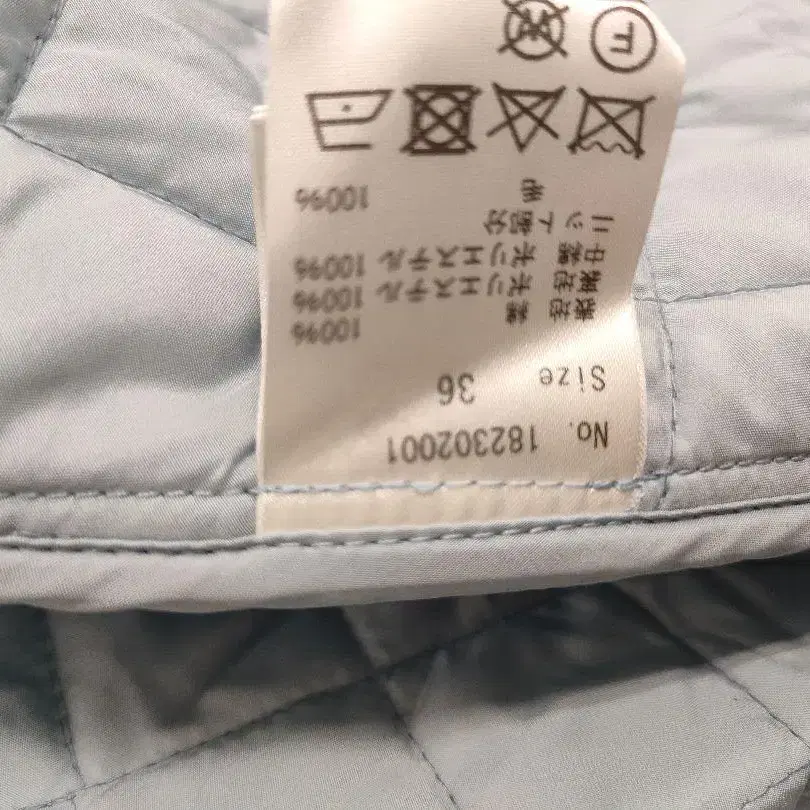 No. 182302001
Size 36
表地 綿 100%
裏地 ポリエステル 100%
中綿 ポリエステル 100%
ニット部分
毛 100%
F W